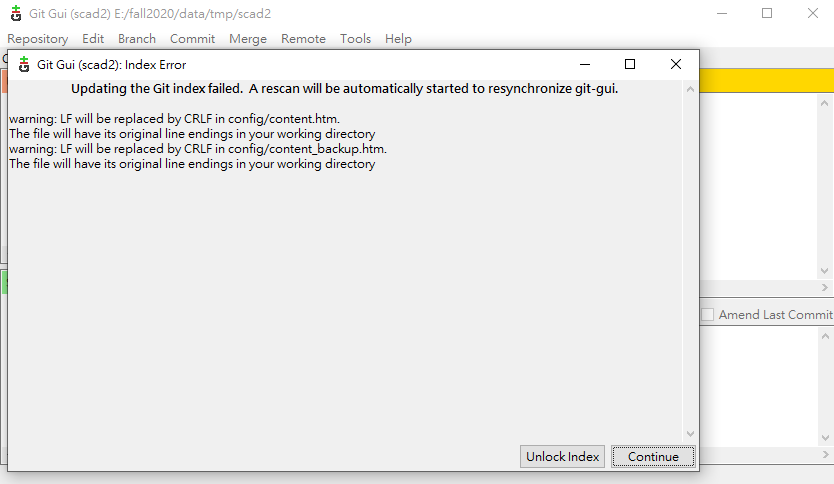 Git Gui (scad2) E:/fall2020/data/tmp/scad2
Repository Edit Branch Commit Merge Remote Tools Help
Git Gui (scad2): Index Error
Updating the Git index failed. A rescan will be automatically started to resynchronize git-gui.
warning: LF will be replaced by CRLF in config/content.htm.
The file will have its original line endings in your working directory
warning: LF will be replaced by CRLF in config/content_backup.htm.
The file will have its original line endings in your working directory
Amend Last Commit
Unlock Index Continue